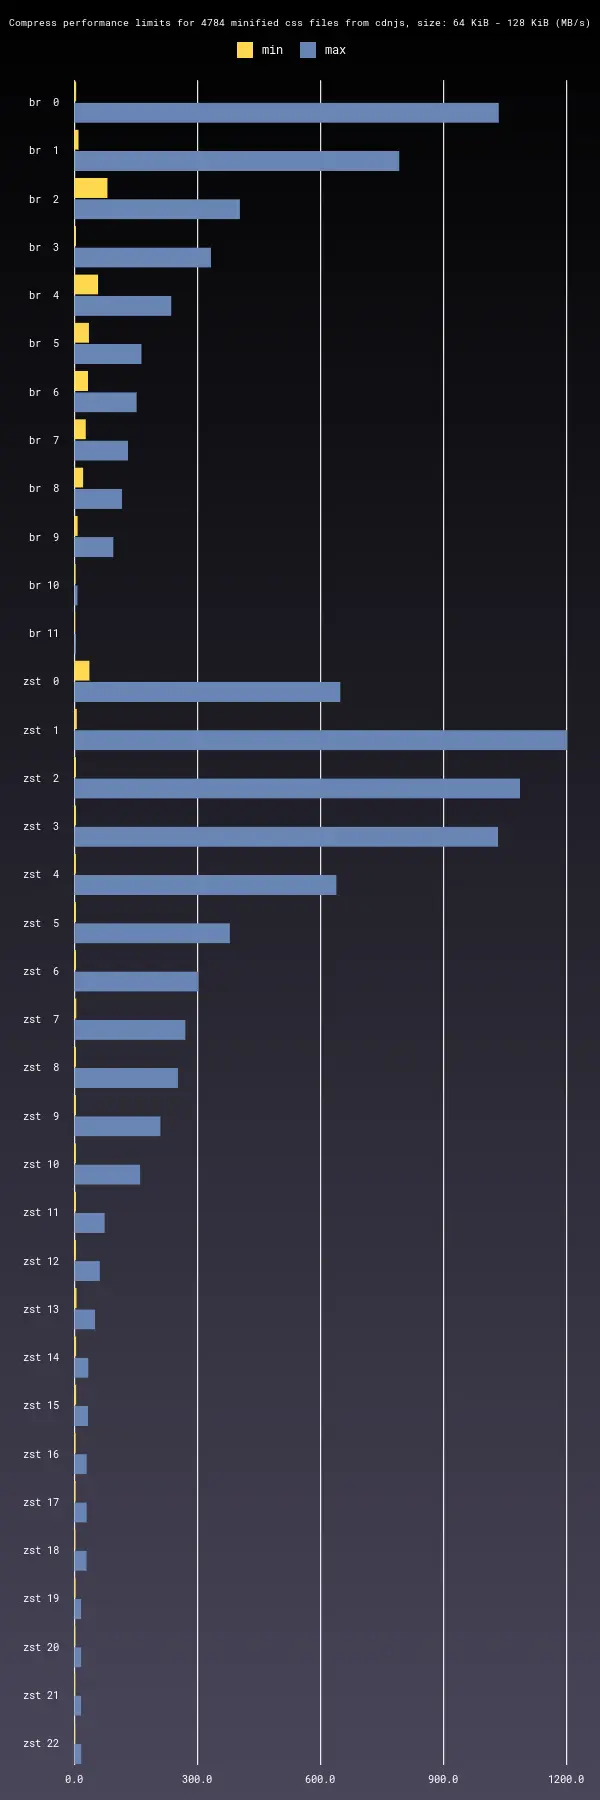 Compress performance limits for 4784 minified css files from cdnjs, size: 64 KiB - 128 KiB (MB/s)
min max
br 0
br 1
br 2
br 3
br 4
br 5
br 6
br 7
br 8
br 9
br 10
br 11
zst 0
zst 1
zst 2
zst 3
zst 4
zst 5
zst 6
zst 7
zst 8
zst 9
zst 10
zst 11
zst 12
zst 13
zst 14
zst 15
zst 16
zst 17
zst 18
zst 19
zst 20
zst 21
zst 22
0.0 300.0 600.0 900.0 1200.0